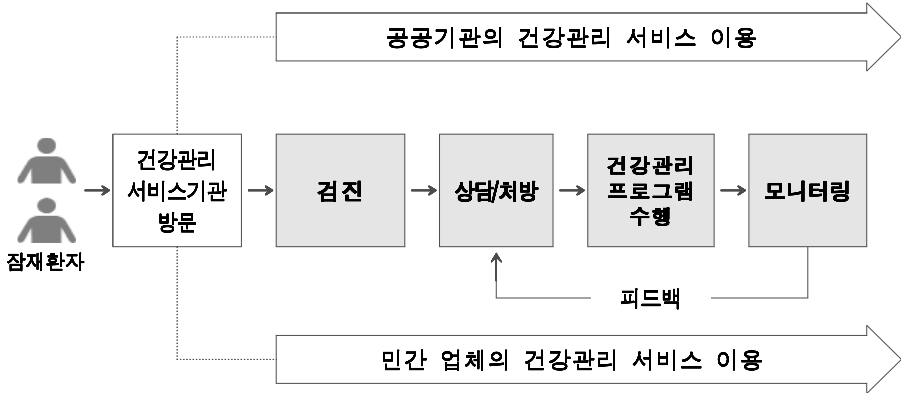 공공기관의 건강관리 서비스 이용
건강관리
서비스기관
방문
검진
상담/처방
건강관리
프로그램
수행
모니터링
잠재환자
피드백
민간 업체의 건강관리 서비스 이용